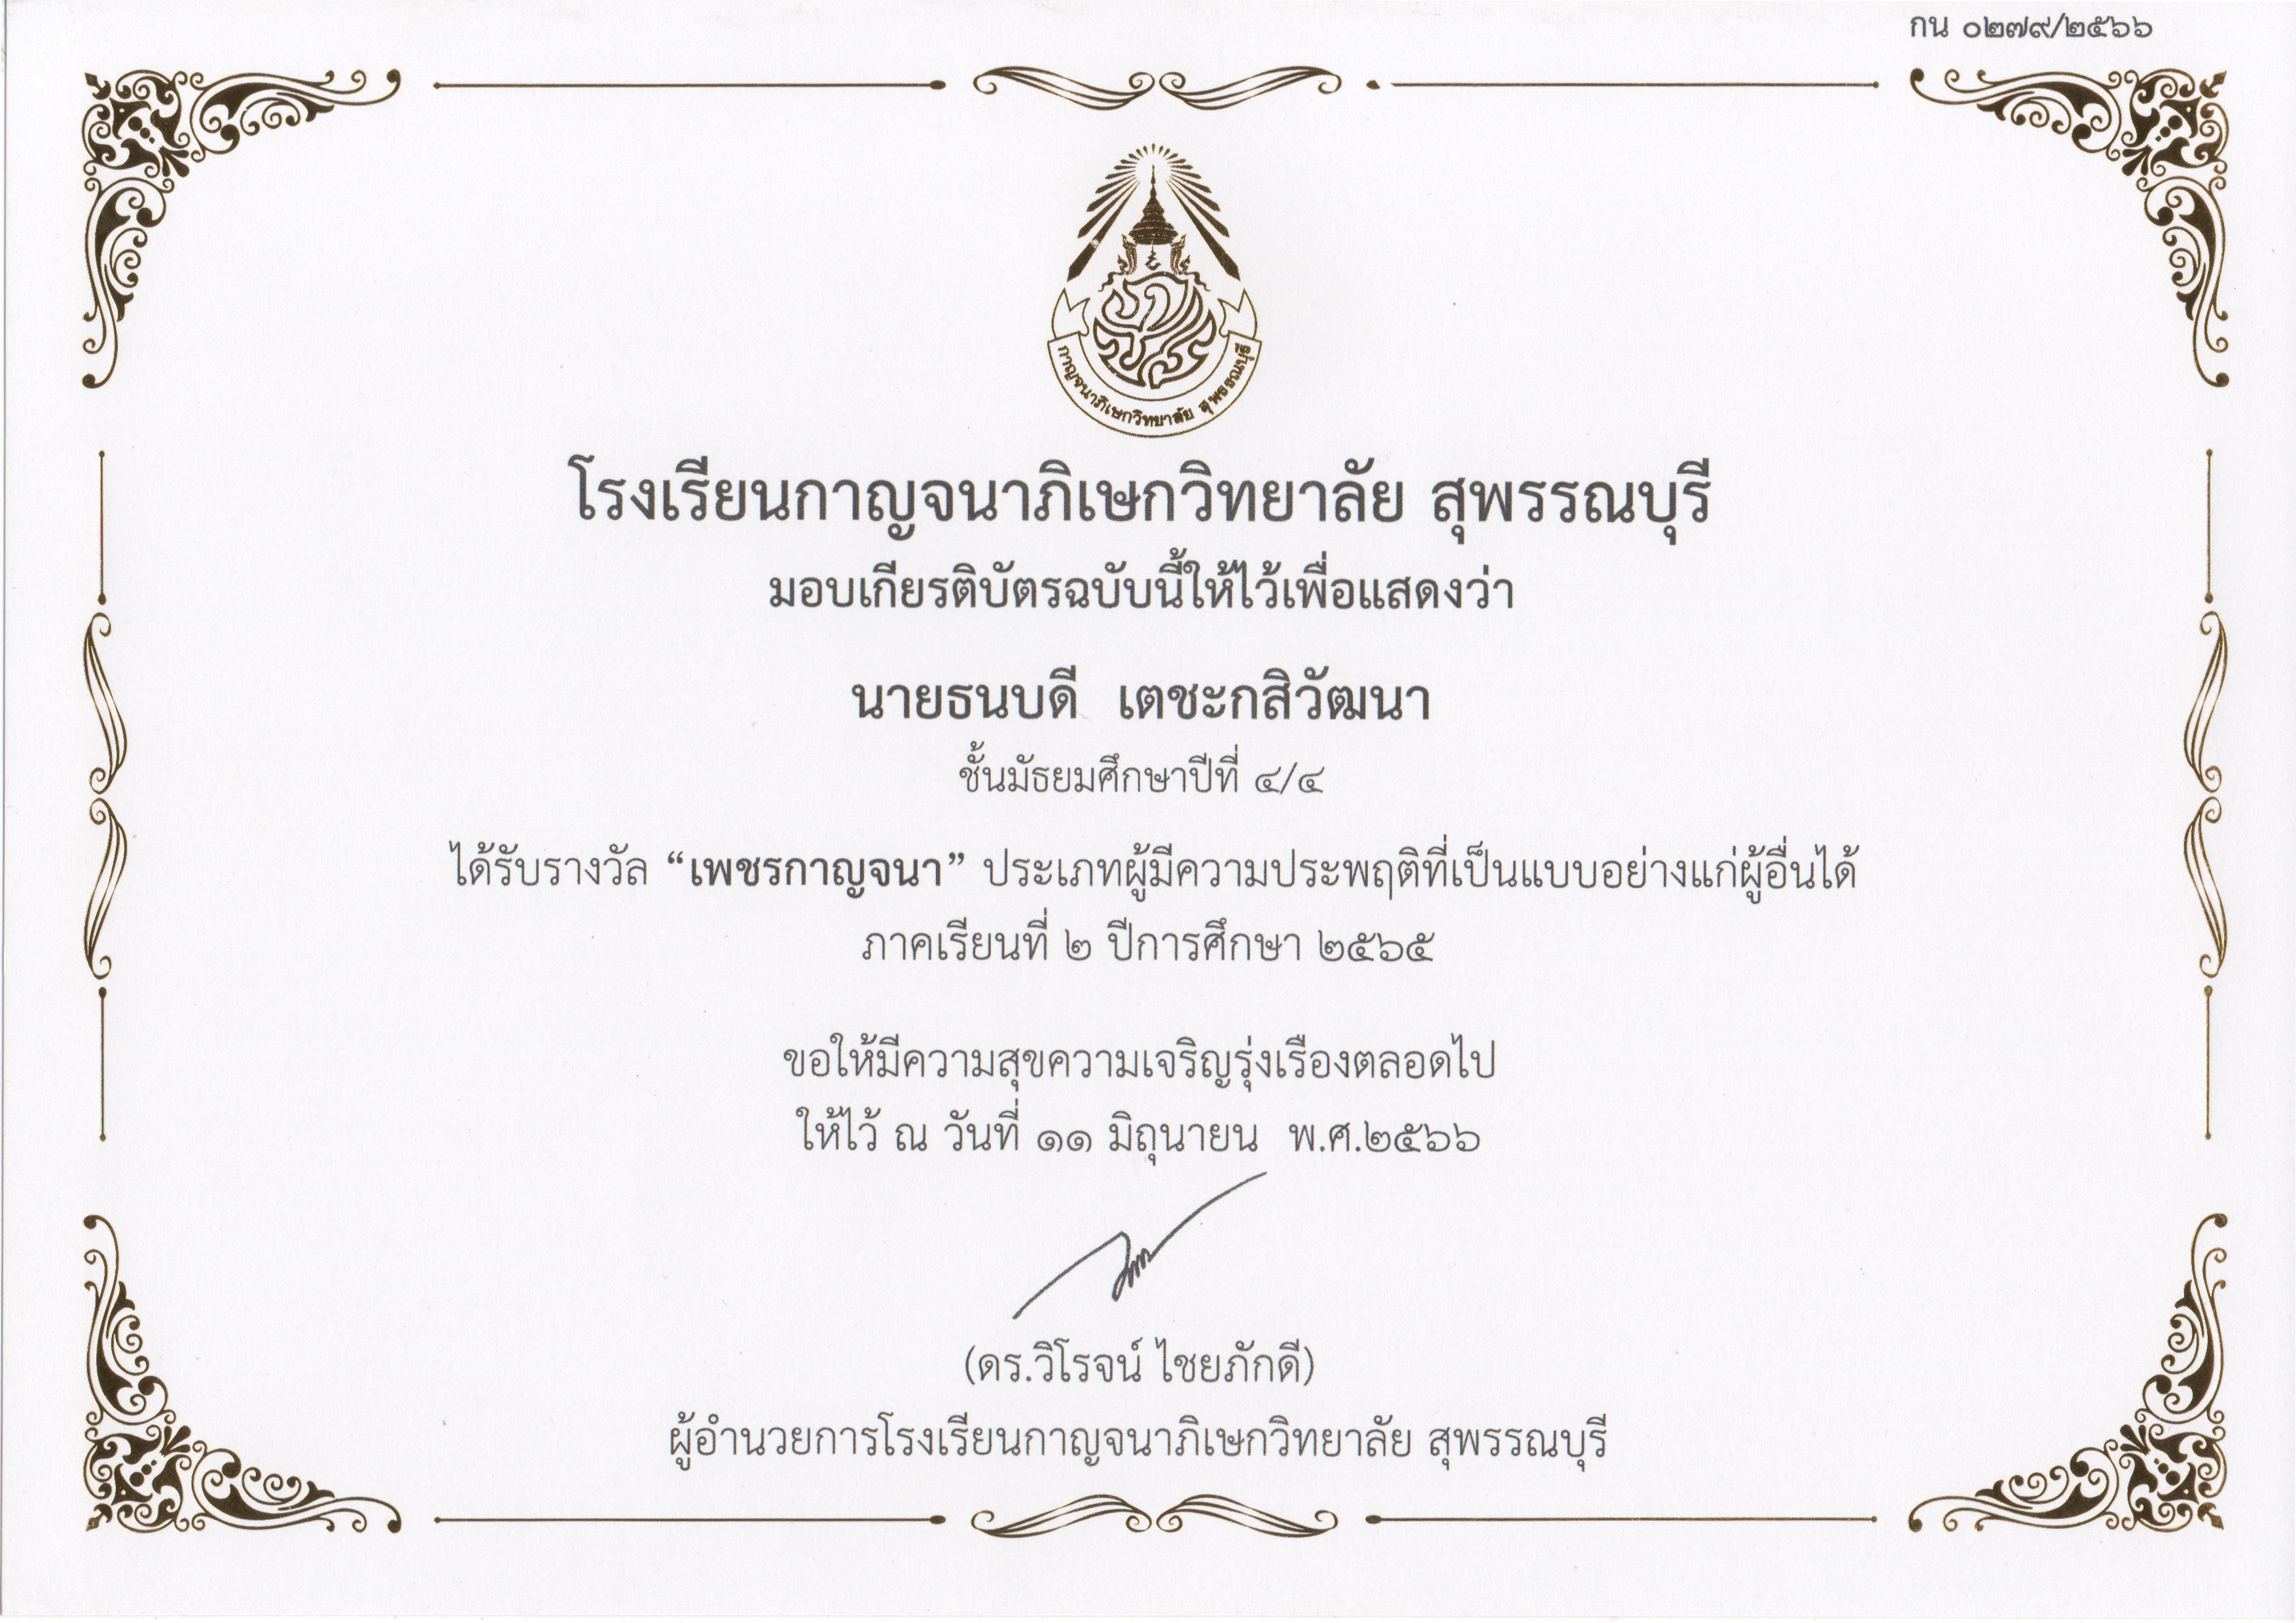 กน ๐๒๗๙/๒๕๖๖
กาญจนาภิเษกวิทยาลัย สุพรรณบุรี
โรงเรียนกาญจนาภิเษกวิทยาลัย สุพรรณบุรี
มอบเกียรติบัตรฉบับนี้ให้ไว้เพื่อแสดงว่า
นายธนบดี เตชะกสิวัฒนา
ชั้นมัธยมศึกษาปีที่ ๔/๔
ได้รับรางวัล “เพชรกาญจนา” ประเภทผู้มีความประพฤติที่เป็นแบบอย่างแก่ผู้อื่นได้
ภาคเรียนที่ ๒ ปีการศึกษา ๒๕๖๕
ขอให้มีความสุขความเจริญรุ่งเรืองตลอดไป
ให้ไว้ ณ วันที่ ๑๑ มิถุนายน พ.ศ.๒๕๖๖
(ดร.วิโรจน์ ไชยภักดี)
ผู้อำนวยการโรงเรียนกาญจนาภิเษกวิทยาลัย สุพรรณบุรี